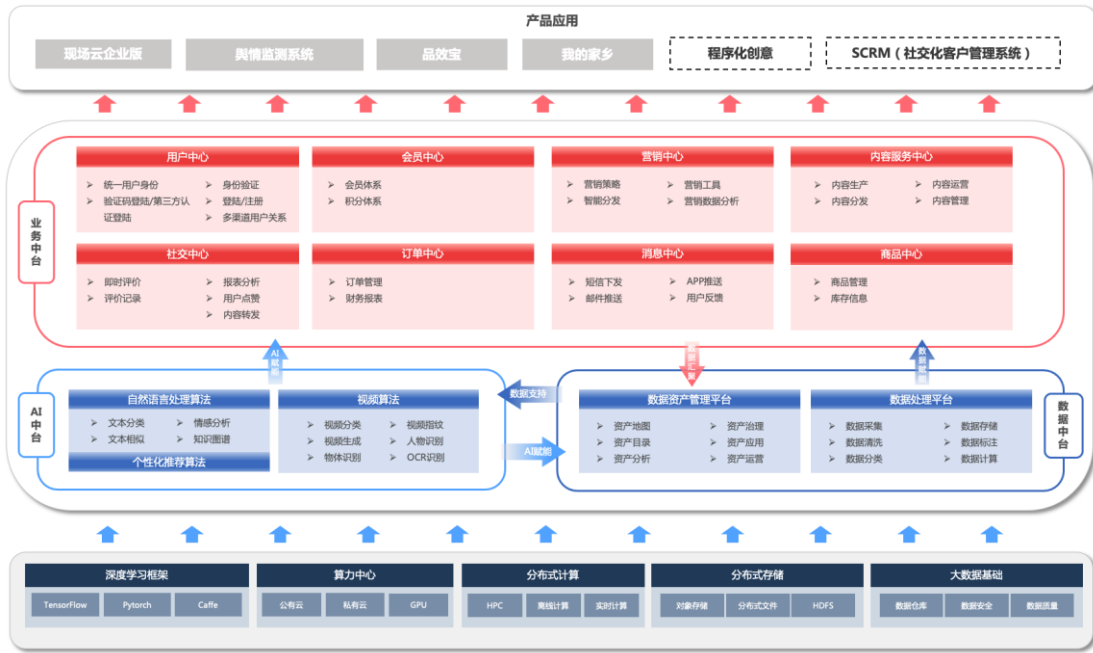 产品应用
现场云企业版
舆情监测系统
品效宝
我的家乡
程序化创意
SCRM（社交化客户管理系统）
业务中台
用户中心
统一用户身份
验证码登陆/第三方认
证登陆
身份验证
登陆/注册
多渠道用户关系
会员中心
会员体系
积分体系
营销中心
营销策略
智能分发
营销工具
营销数据分析
内容服务中心
内容生产
内容分发
内容运营
内容管理
社交中心
即时评价
评价记录
报表分析
用户点赞
内容转发
订单中心
订单管理
财务报表
消息中心
短信下发
邮件推送
APP推送
用户反馈
商品中心
商品管理
库存信息
AI赋能
AI中台
自然语言处理算法
文本分类
文本相似
情感分析
知识图谱
个性化推荐算法
视频算法
视频分类
视频生成
物体识别
视频指纹
人物识别
OCR识别
数据支持
AI赋能
数据中台
数据资产管理平台
资产地图
资产目录
资产分析
资产治理
资产应用
资产运营
数据处理平台
数据采集
数据清洗
数据分类
数据存储
数据标注
数据计算
深度学习框架
TensorFlow
Pytorch
Caffe
算力中心
公有云
私有云
GPU
分布式计算
HPC
离线计算
实时计算
分布式存储
对象存储
分布式文件
HDFS
大数据基础
数据仓库
数据安全
数据质量